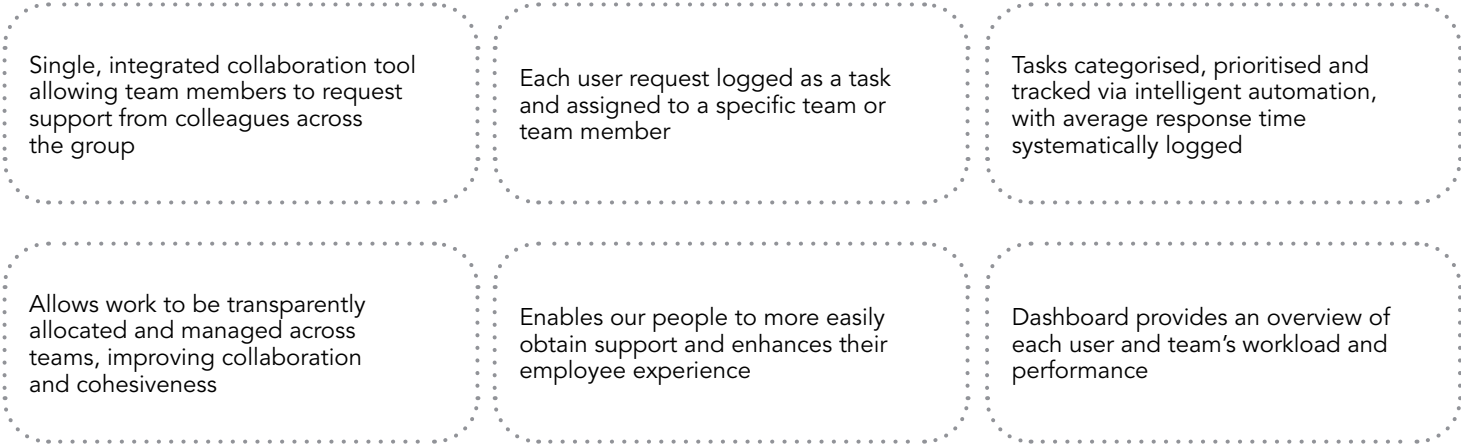 Single, integrated collaboration tool
allowing team members to request
support from colleagues across
the group
Each user request logged as a task
and assigned to a specific team or
team member
Tasks categorised, prioritised and
tracked via intelligent automation,
with average response time
systematically logged
Allows work to be transparently
allocated and managed across
teams, improving collaboration
and cohesiveness
Enables our people to more easily
obtain support and enhances their
employee experience
Dashboard provides an overview of
each user and team’s workload and
performance